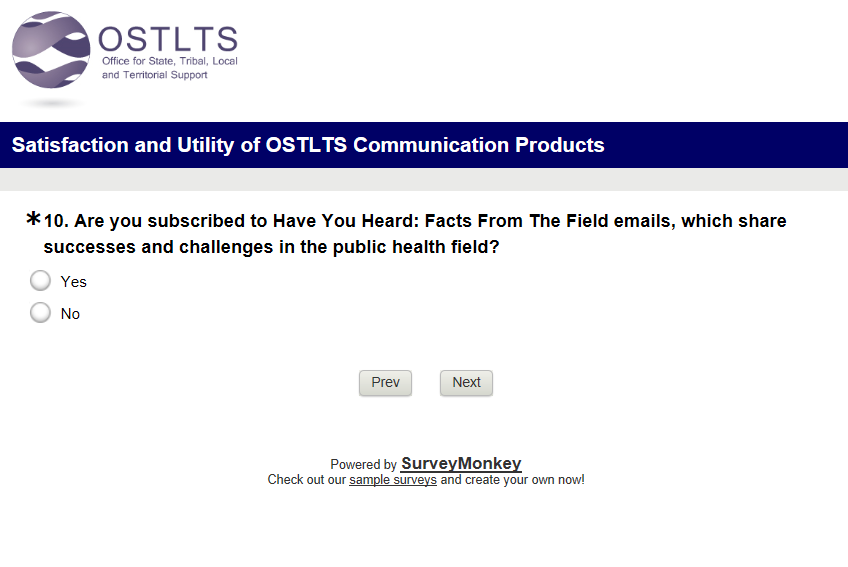 OSTLTS
Office for State, Tribal, Local
and Territorial Support
Satisfaction and Utility of OSTLTS Communication Products
*10. Are you subscribed to Have You Heard: Facts From The Field emails, which share
successes and challenges in the public health field?
Yes
No
Prev Next
Powered by SurveyMonkey
Check out our sample surveys and create your own now!